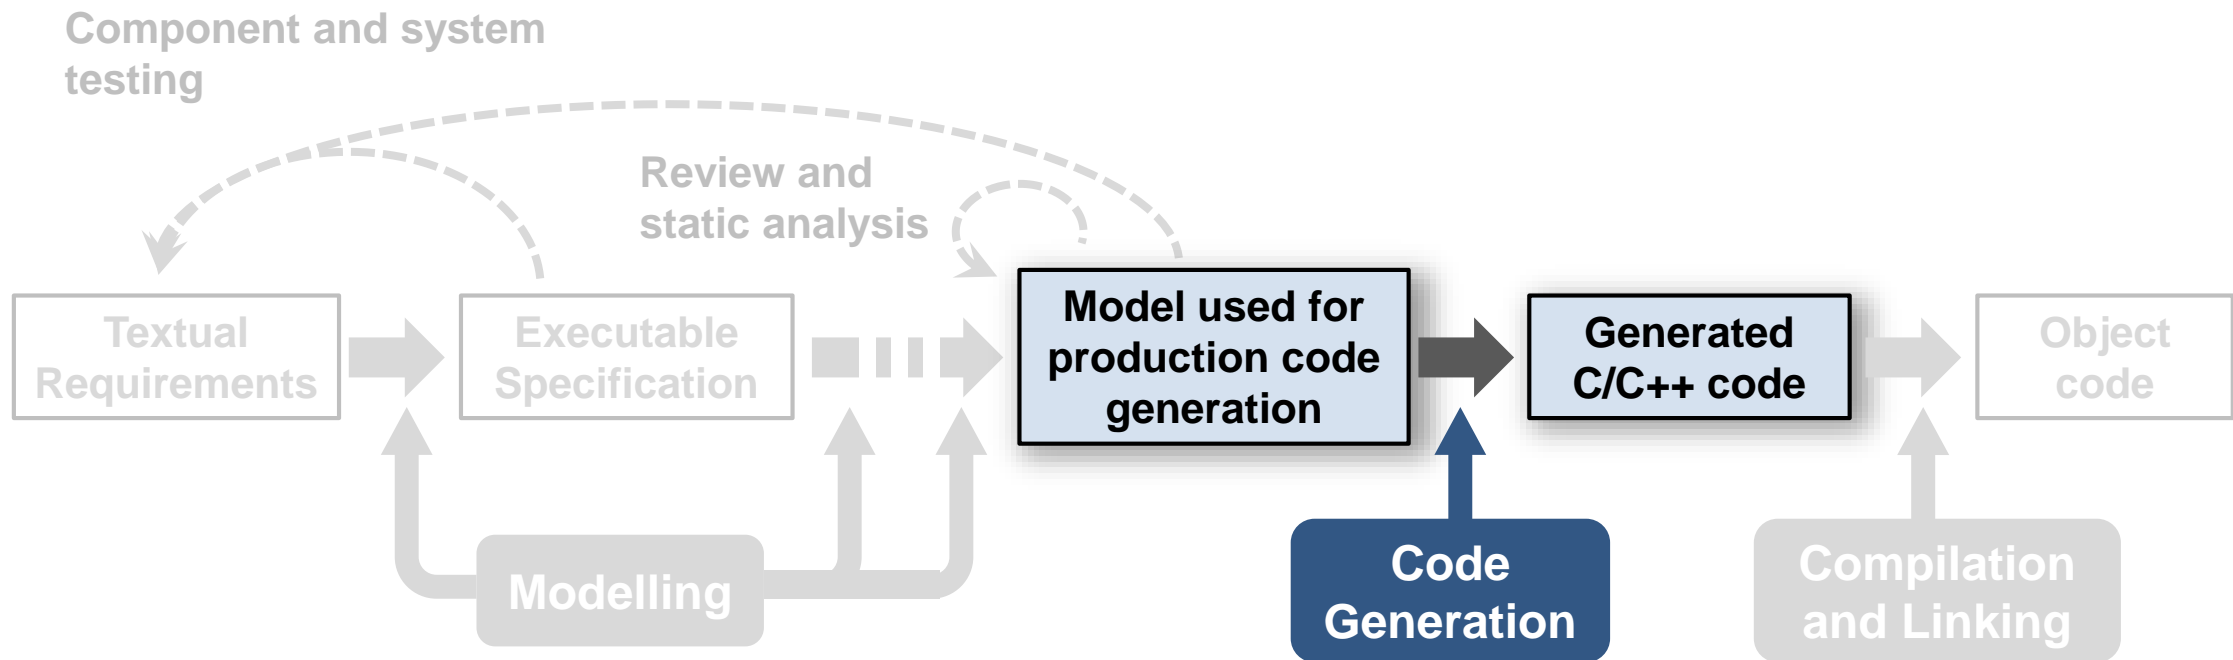 Component and system
testing
Review and
static analysis
Textual
Requirements
Executable
Specification
Model used for
production code
generation
Generated
C/C++ code
Object
code
Modelling
Code
Generation
Compilation
and Linking